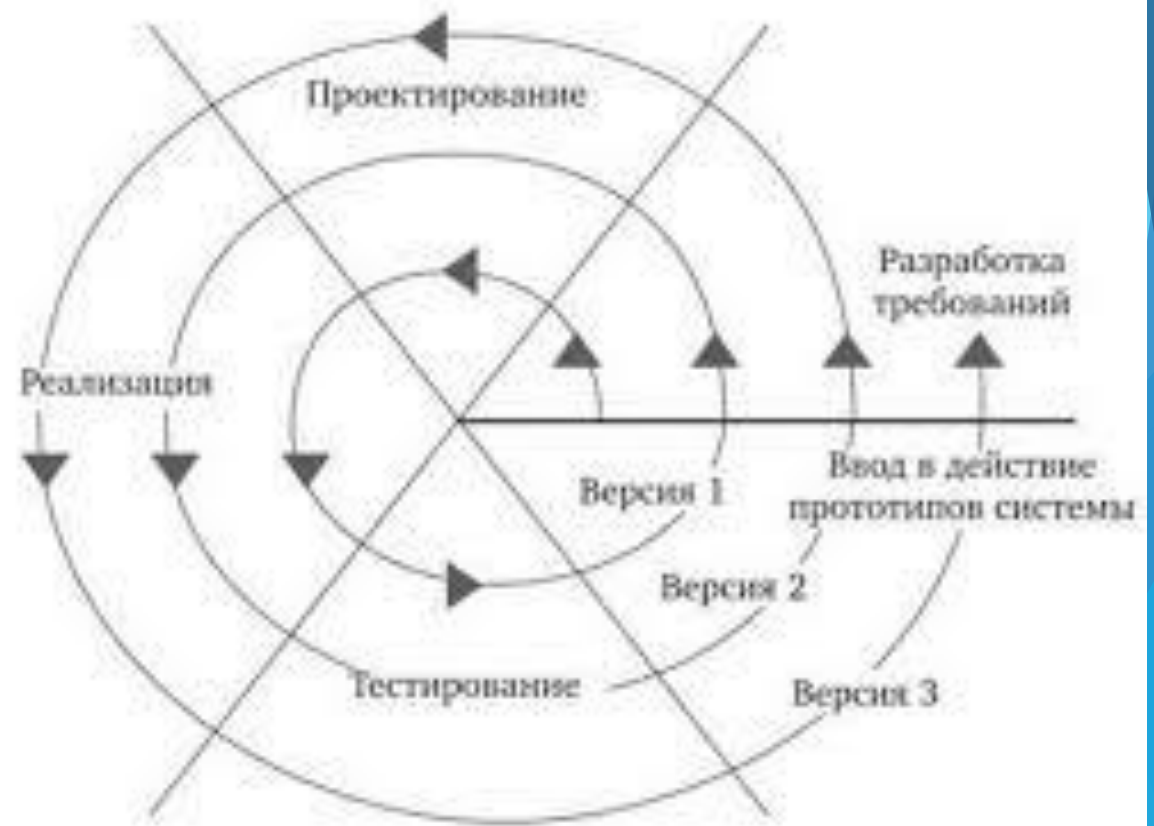 Проектирование
Разработка
требований
Реализация
Ввод в действие
прототипов системы
Версия 1
Версия 2
Тестирование
Версия 3